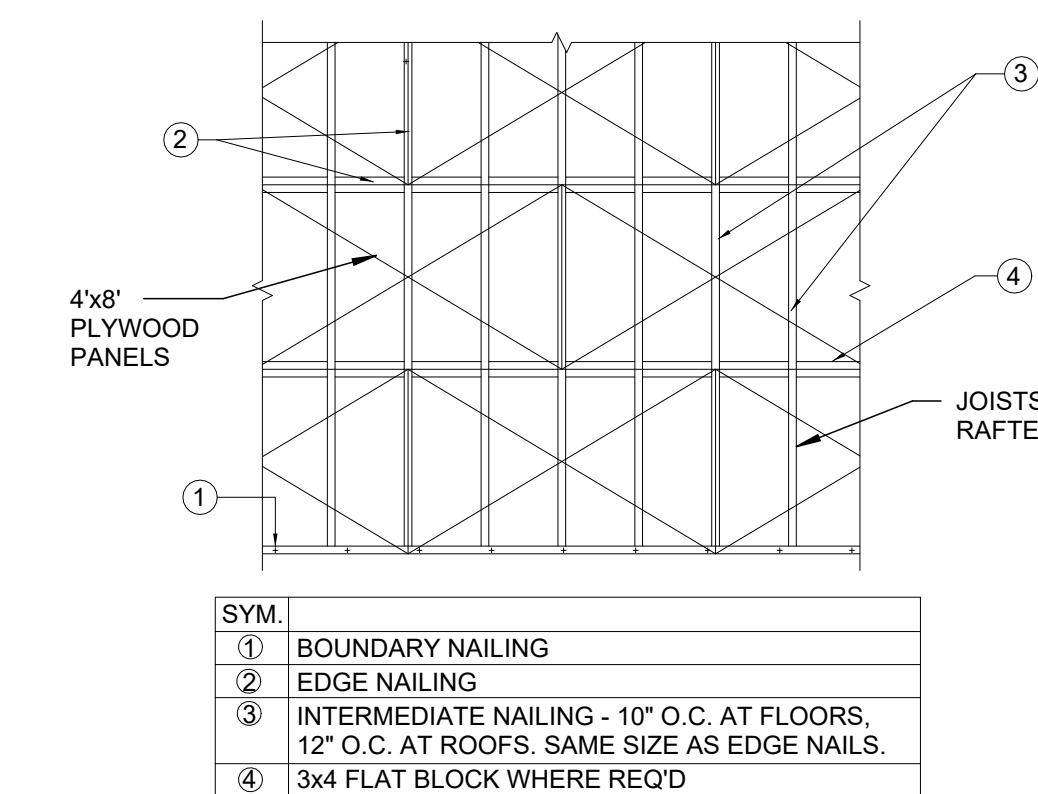 3
2
4
4'x8'
PLYWOOD
PANELS
JOISTS
RAFTE
1
SYM.
1 BOUNDARY NAILING
2 EDGE NAILING
3 INTERMEDIATE NAILING - 10" O.C. AT FLOORS,
12" O.C. AT ROOFS. SAME SIZE AS EDGE NAILS.
4 3x4 FLAT BLOCK WHERE REQ'D